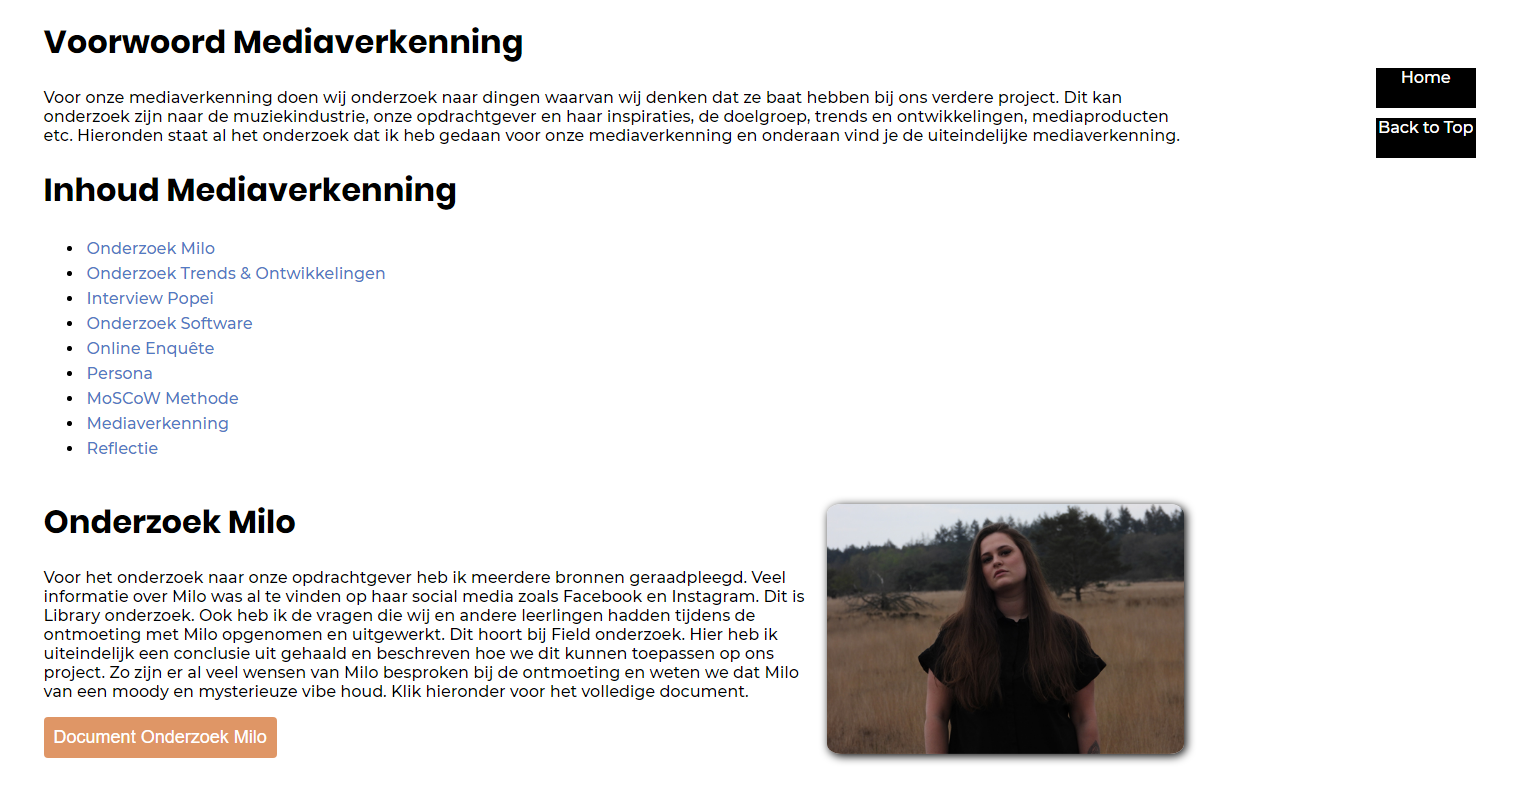 Voorwoord Mediaverkenning
Home
Voor onze mediaverkenning doen wij onderzoek naar dingen waarvan wij denken dat ze baat hebben bij ons verdere project. Dit kan
onderzoek zijn naar de muziekindustrie, onze opdrachtgever en haar inspiraties, de doelgroep, trends en ontwikkelingen, mediaproducten
etc. Hieronden staat al het onderzoek dat ik heb gedaan voor onze mediaverkenning en onderaan vind je de uiteindelijke mediaverkenning.
Back to Top
Inhoud Mediaverkenning
• Onderzoek Milo
• Onderzoek Trends & Ontwikkelingen
• Interview Popei
• Onderzoek Software
• Online Enquête
• Persona
• MoSCoW Methode
• Mediaverkenning
• Reflectie
Onderzoek Milo
Voor het onderzoek naar onze opdrachtgever heb ik meerdere bronnen geraadpleegd. Veel
informatie over Milo was al te vinden op haar social media zoals Facebook en Instagram. Dit is
Library onderzoek. Ook heb ik de vragen die wij en andere leerlingen hadden tijdens de
ontmoeting met Milo opgenomen en uitgewerkt. Dit hoort bij Field onderzoek. Hier heb ik
uiteindelijk een conclusie uit gehaald en beschreven hoe we dit kunnen toepassen op ons
project. Zo zijn er al veel wensen van Milo besproken bij de ontmoeting en weten we dat Milo
van een moody en mysterieuze vibe houd. Klik hieronder voor het volledige document.
Document Onderzoek Milo